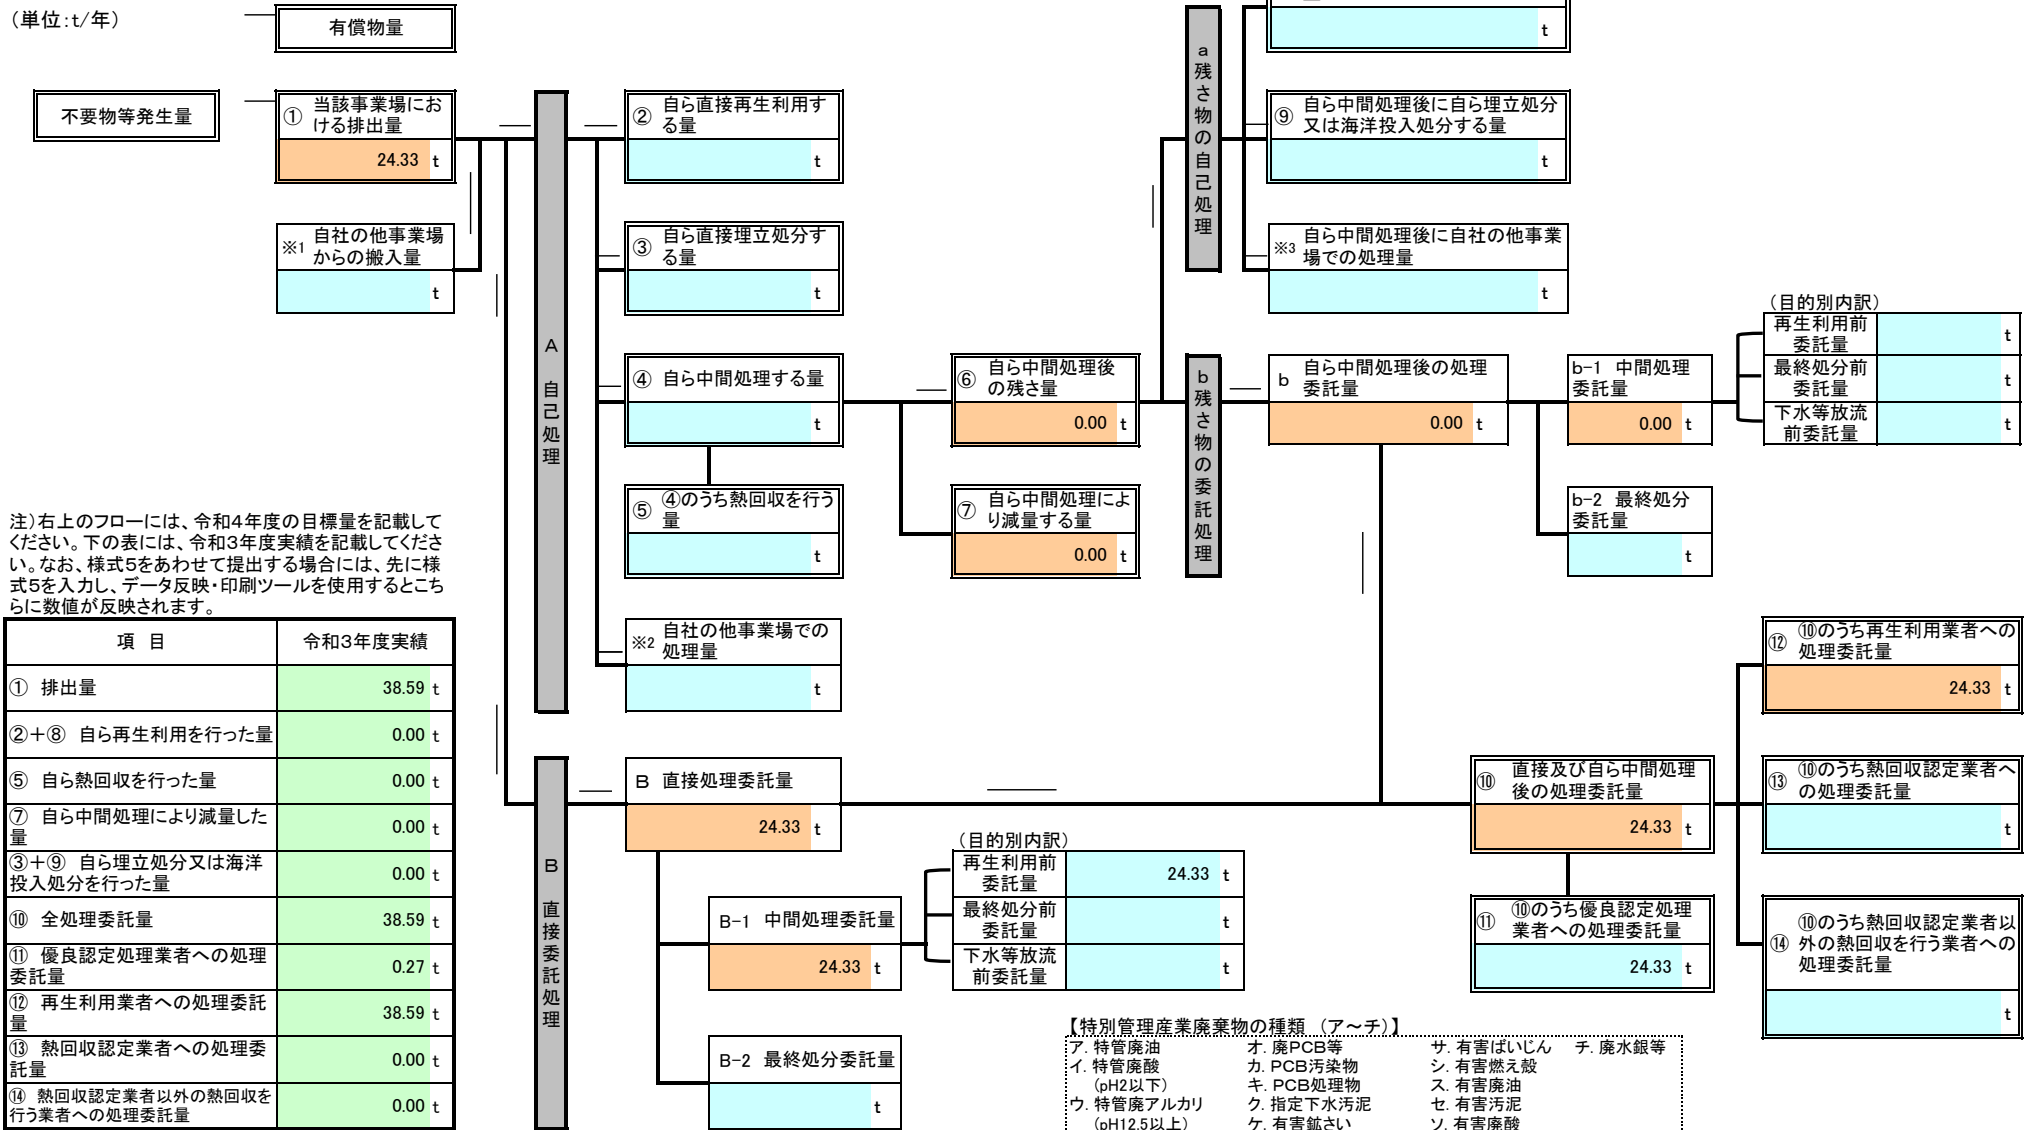 （単位：t/年）
有償物量
不要物等発生量
① 当該事業場にお
ける排出量
24.33 t
※1 自社の他事業場
からの搬入量
t
A 自己処理
② 自ら直接再生利用す
る量
t
③ 自ら直接埋立処分す
る量
t
④ 自ら中間処理する量
t
⑤ ④のうち熱回収を行う
量
t
※2 自社の他事業場での
処理量
t
⑥ 自ら中間処理後
の残さ量
0.00 t
⑦ 自ら中間処理によ
り減量する量
0.00 t
a 残さ物の自己処理
t
⑨ 自ら中間処理後に自ら埋立処分
又は海洋投入処分する量
t
※3 自ら中間処理後に自社の他事業
場での処理量
t
b 残さ物の委託処理
b 自ら中間処理後の処理
委託量
0.00 t
b-1 中間処理
委託量
0.00 t
b-2 最終処分
委託量
t
（目的別内訳）
再生利用前
委託量
t
最終処分前
委託量
t
下水等放流
前委託量
t
注）右上のフローには、令和４年度の目標量を記載して
ください。下の表には、令和３年度実績を記載してくださ
い。なお、様式５をあわせて提出する場合には、先に様
式５を入力し、データ反映・印刷ツールを使用するとこち
らに数値が反映されます。
項 目 令和３年度実績
① 排出量 38.59 t
②＋⑧ 自ら再生利用を行った量 0.00 t
⑤ 自ら熱回収を行った量 0.00 t
⑦ 自ら中間処理により減量した
量 0.00 t
③＋⑨ 自ら埋立処分又は海洋
投入処分を行った量 0.00 t
⑩ 全処理委託量 38.59 t
⑪ 優良認定処理業者への処理
委託量 0.27 t
⑫ 再生利用業者への処理委託
量 38.59 t
⑬ 熱回収認定業者への処理委
託量 0.00 t
⑭ 熱回収認定業者以外の熱回収を
行う業者への処理委託量 0.00 t
B 直接委託処理
B 直接処理委託量
24.33 t
B-1 中間処理委託量
24.33 t
B-2 最終処分委託量
t
（目的別内訳）
再生利用前
委託量
24.33 t
最終処分前
委託量
t
下水等放流
前委託量
t
⑩ 直接及び自ら中間処理
後の処理委託量
24.33 t
⑪ ⑩のうち優良認定処理
業者への処理委託量
24.33 t
⑫ ⑩のうち再生利用業者への
処理委託量
24.33 t
⑬ ⑩のうち熱回収認定業者へ
の処理委託量
t
⑭ ⑩のうち熱回収認定業者以
外の熱回収を行う業者への
処理委託量
t
【特別管理産業廃棄物の種類 （ア～チ）】
ア．特管廃油 オ．廃PCB等 サ．有害ばいじん チ．廃水銀等
イ．特管廃酸 カ．PCB汚染物 シ．有害燃え殻
（pH2以下） キ．PCB処理物 ス．有害廃油
ウ．特管廃アルカリ ク．指定下水汚泥 セ．有害汚泥
（pH12.5以上） ケ．有害鉱さい ソ．有害廃酸